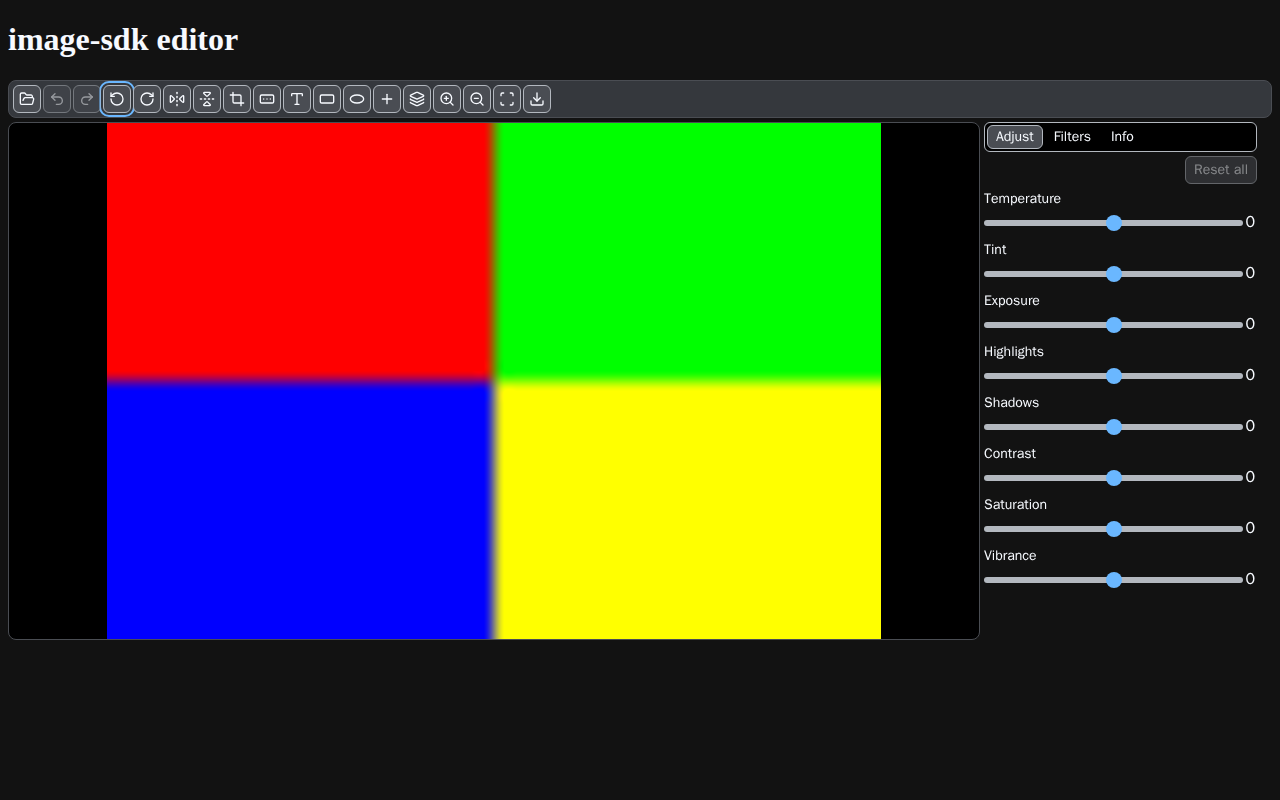 image-sdk editor
Adjust Filters Info
Reset all
Temperature
0
Tint
0
Exposure
0
Highlights
0
Shadows
0
Contrast
0
Saturation
0
Vibrance
0